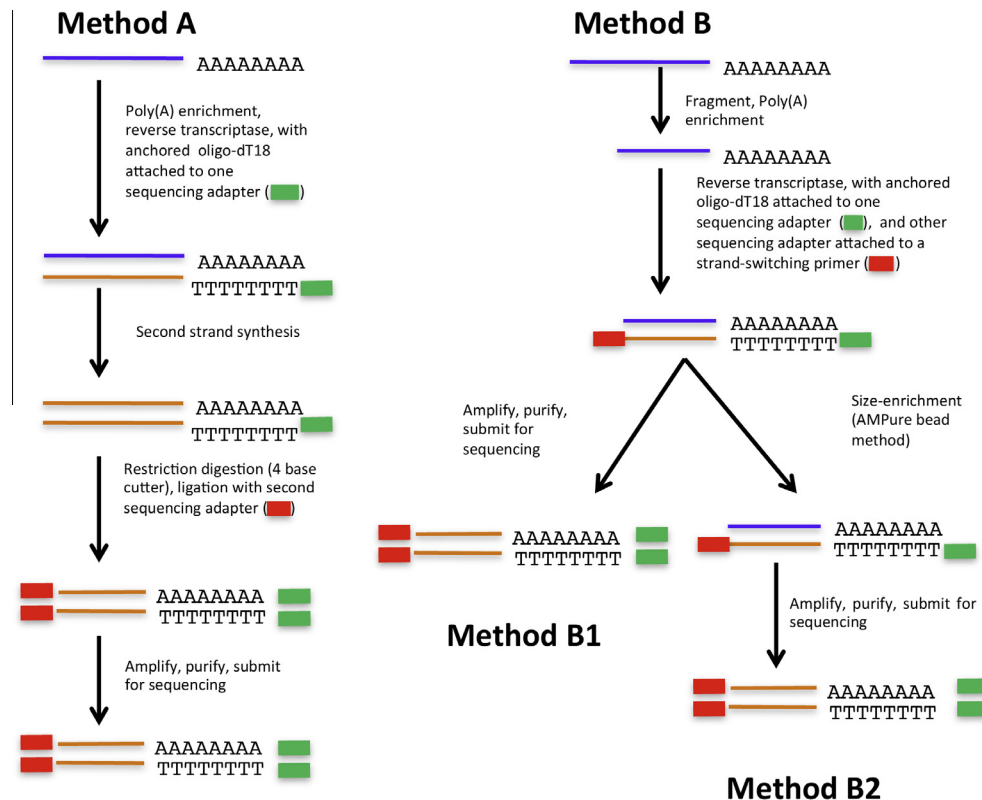 Method A
AAAAAAAA
Poly(A) enrichment,
reverse transcriptase, with
anchored oligo-dT18
attached to one
sequencing adapter ( )
AAAAAAAA
TTTTTTTT
Second strand synthesis
AAAAAAAA
TTTTTTTT
Restriction digestion (4 base
cutter), ligation with second
sequencing adapter ( )
AAAAAAAA
TTTTTTTT
Amplify, purify, submit
for sequencing
AAAAAAAA
TTTTTTTT
Method B
AAAAAAAA
Fragment, Poly(A)
enrichment
AAAAAAAA
Reverse transcriptase, with anchored
oligo-dT18 attached to one
sequencing adapter ( ), and other
sequencing adapter attached to a
strand-switching primer ( )
AAAAAAAA
TTTTTTTT
Amplify, purify,
submit for
sequencing
AAAAAAAA
TTTTTTTT
Method B1
Size-enrichment
(AMPure bead
method)
AAAAAAAA
TTTTTTTT
Amplify, purify, submit for
sequencing
AAAAAAAA
TTTTTTTT
Method B2